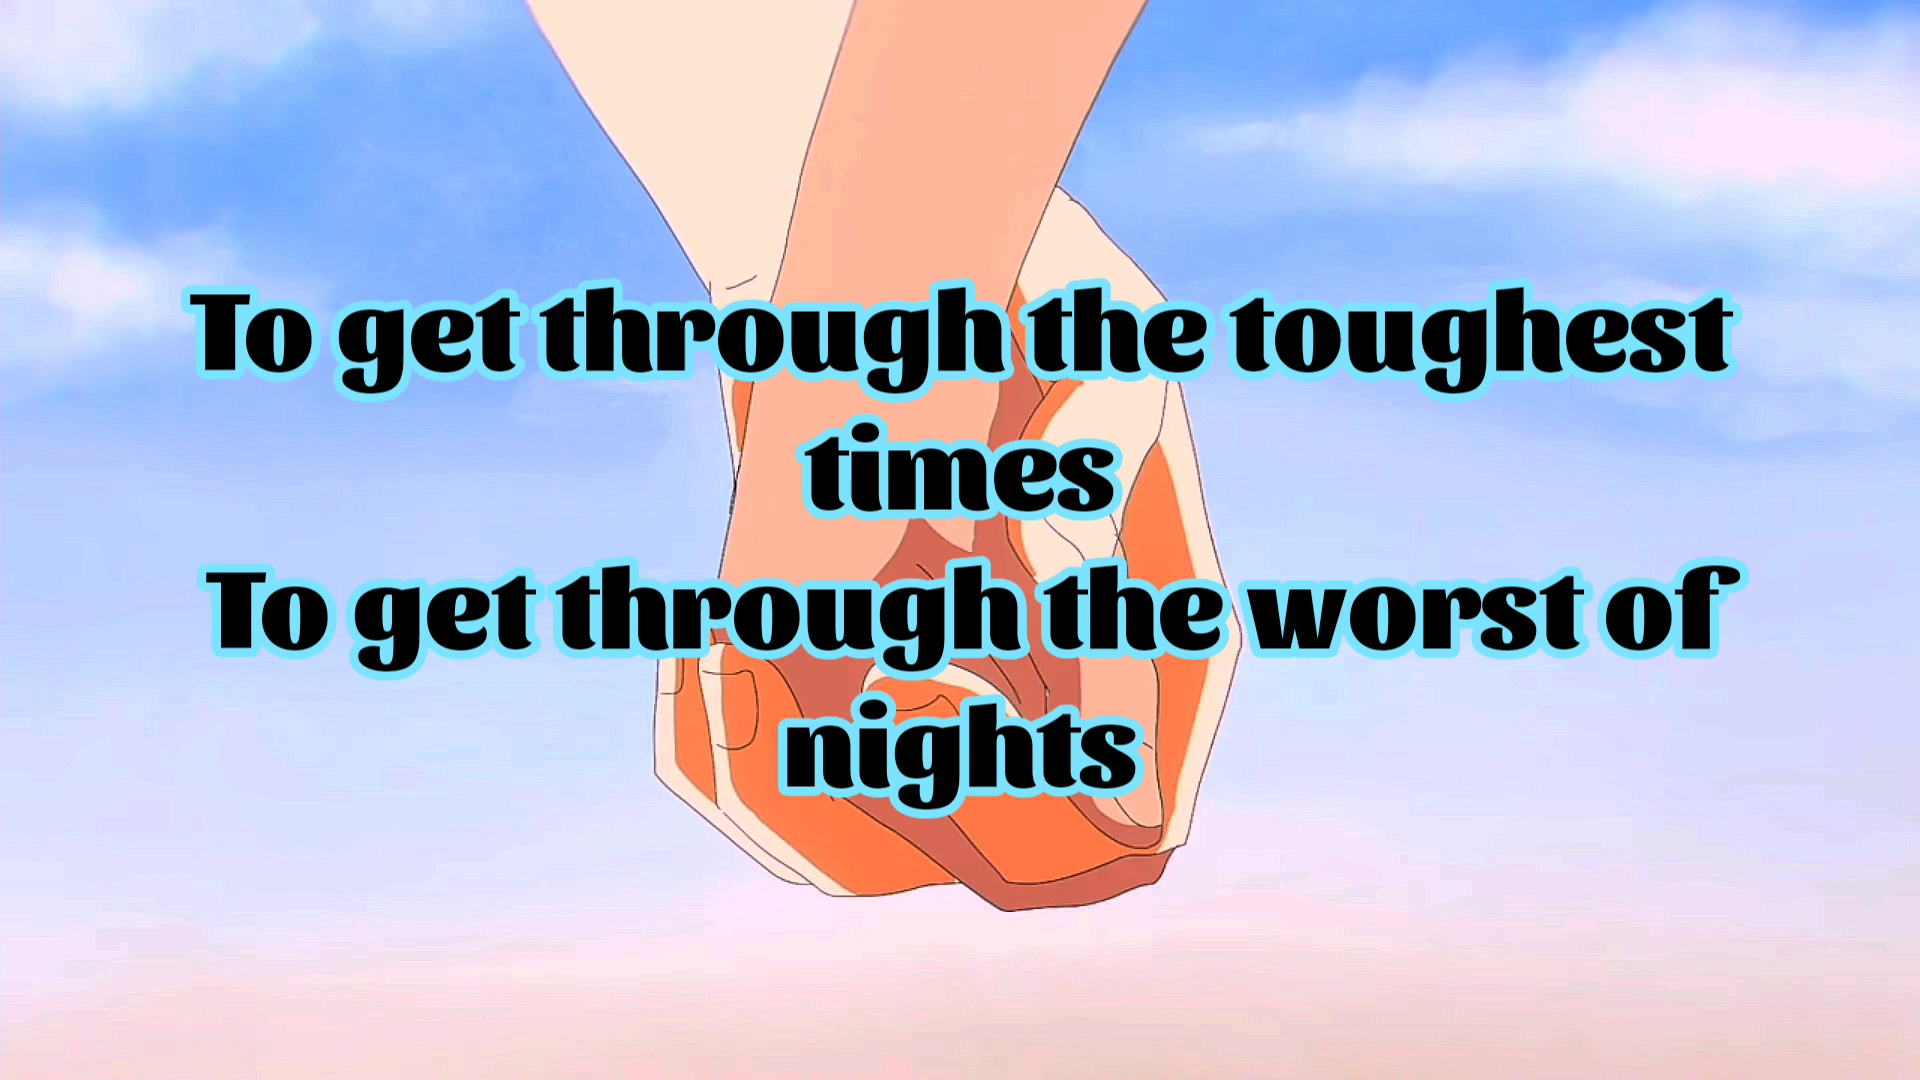 To get through the toughest
times
To get through the worst of
nights